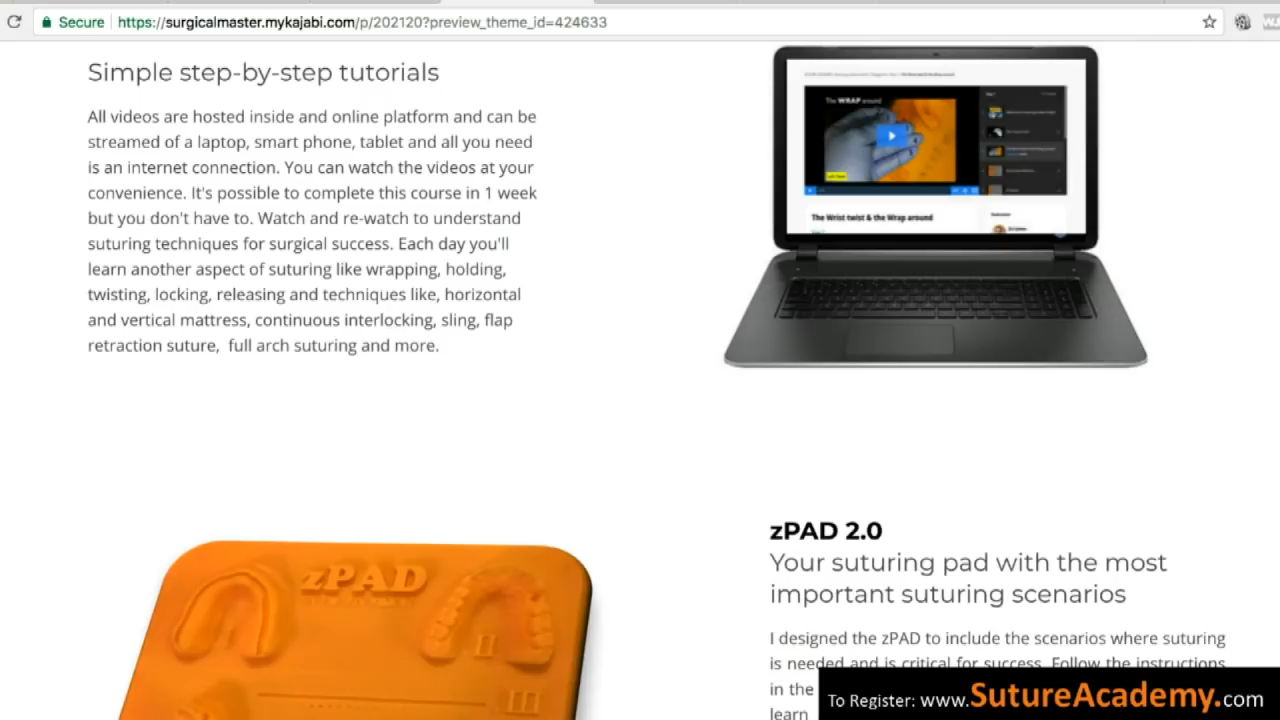 Secure
https://surgicalmaster.mykajabi.com/p/202120?preview_theme_id=424633
Simple step-by-step tutorials
All videos are hosted inside and online platform and can be
streamed of a laptop, smart phone, tablet and all you need
is an internet connection. You can watch the videos at your
convenience. It's possible to complete this course in 1 week
but you don't have to. Watch and re-watch to understand
suturing techniques for surgical success. Each day you'll
learn another aspect of suturing like wrapping, holding,
twisting, locking, releasing and techniques like, horizontal
and vertical mattress, continuous interlocking, sling, flap
retraction suture,  full arch suturing and more.
The WRAP around
The Wrist twist & the Wrap around
zPAD
I
III
zPAD 2.0
Your suturing pad with the most
important suturing scenarios
I designed the zPAD to include the scenarios where suturing
is needed and is critical for success. Follow the instructions
in the
learn
To Register: www.SutureAcademy.com